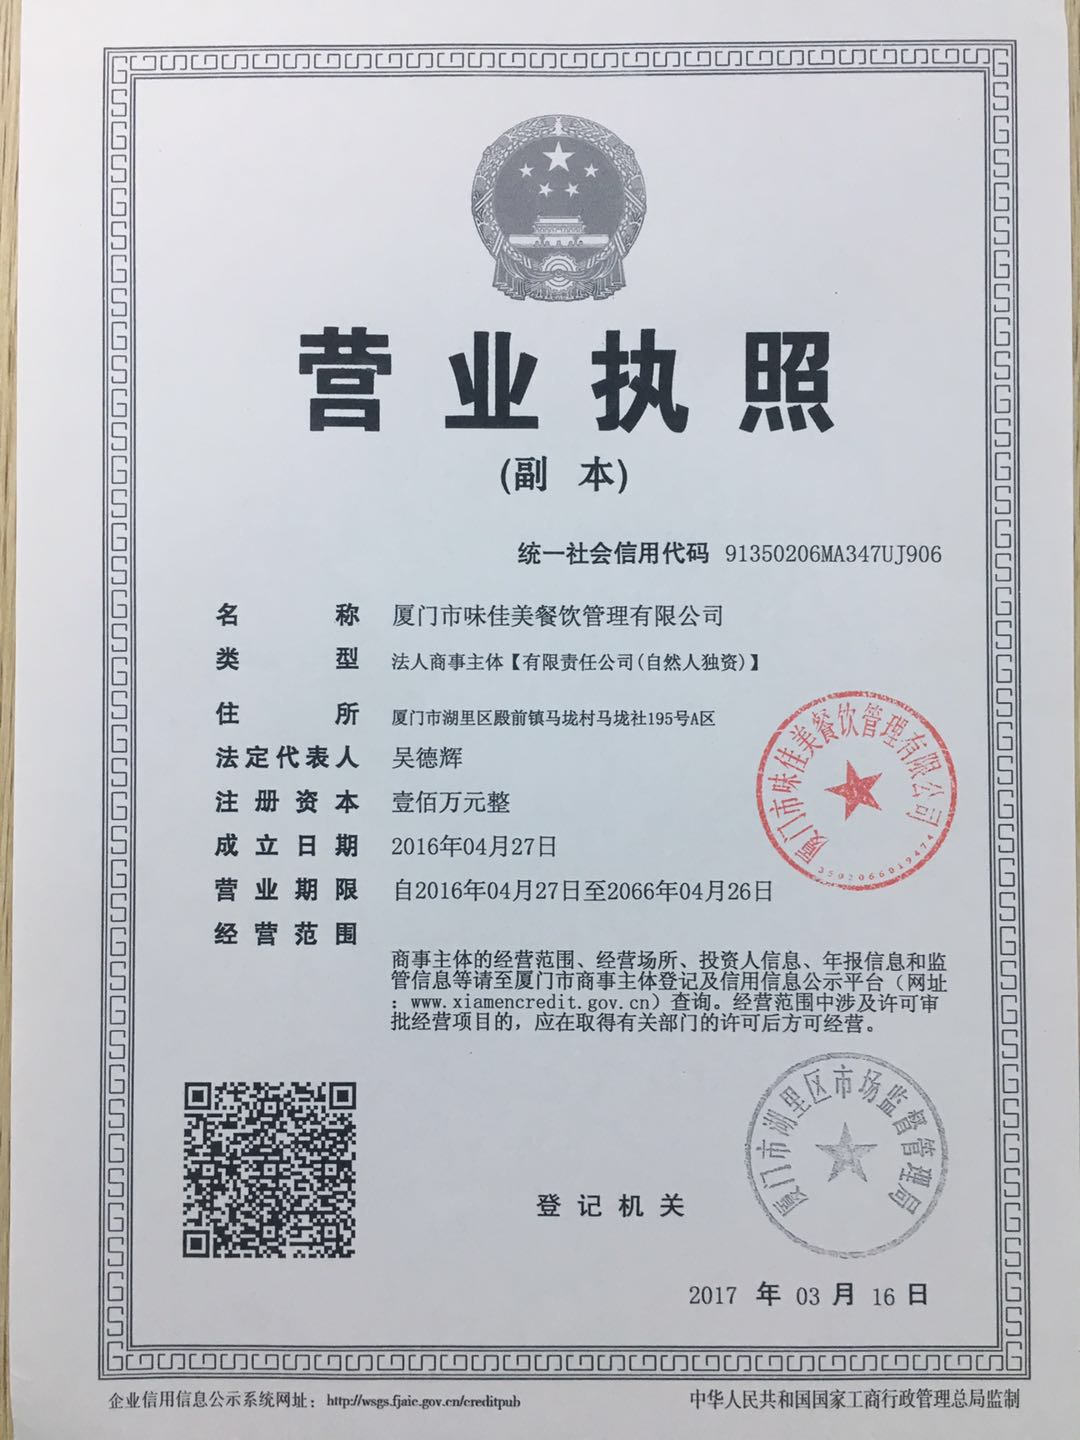 营业执照
(副 本)
统一社会信用代码 91350206MA347UJ906
名 称 厦门市味佳美餐饮管理有限公司
类 型 法人商事主体【有限责任公司(自然人独资)】
住 所 厦门市湖里区殿前镇马垅村马垅社195号A区
法定代表人 吴德辉
注册资本 壹佰万元整
成立日期 2016年04月27日
营业期限 自2016年04月27日至2066年04月26日
经营范围
商事主体的经营范围、经营场所、投资人信息、年报信息和监
管信息等请至厦门市商事主体登记及信用信息公示平台（网址
：www.xiamencredit.gov.cn）查询。经营范围中涉及许可审
批经营项目的，应在取得有关部门的许可后方可经营。
厦门市味佳美餐饮管理有限公司
3502066019474
厦门市湖里区市场监督管理局
登记机关
2017 年 03 月 16 日
企业信用信息公示系统网址：http://wsgs.fjaic.gov.cn/creditpub
中华人民共和国国家工商行政管理总局监制